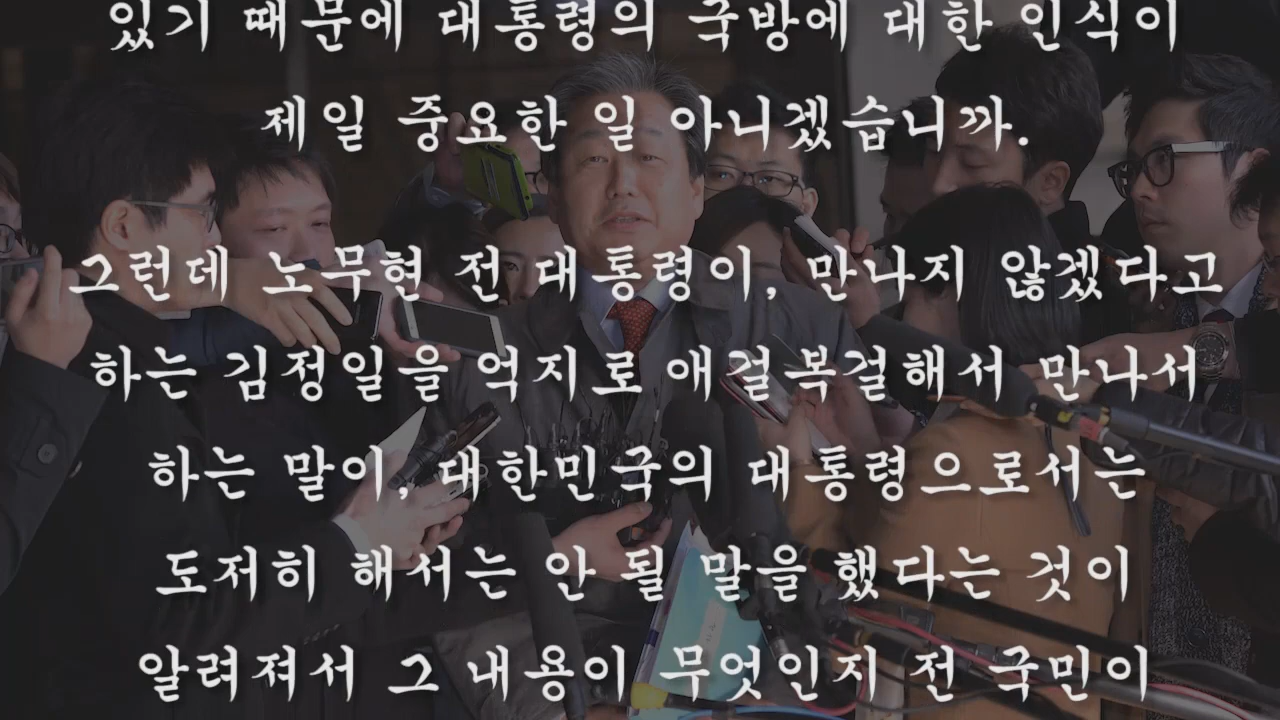 있기 때문에 대통령의 국방에 대한 인식이
제일 중요한 일 아니겠습니까.
그런데 노무현 전 대통령이, 만나지 않겠다고
하는 김정일을 억지로 애걸복걸해서 만나서
하는 말이, 대한민국의 대통령으로서는
도저히 해서는 안 될 말을 했다는 것이
알려져서 그 내용이 무엇인지 전 국민이